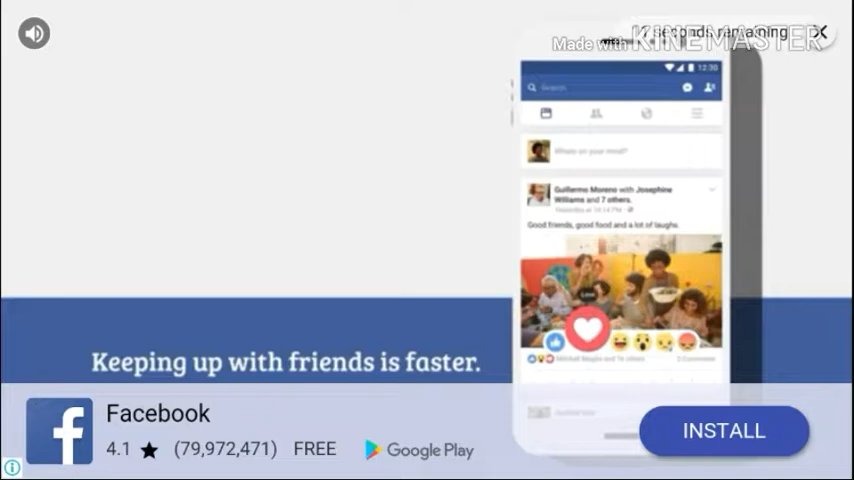 seconds remaining
Made with KINEMASTER
12:30
Search
What's on your mind?
Guillermo Moreno with Josephine
Williams and 7 others.
Good friends, good food and a lot of laughs.
Love
Keeping up with friends is faster.
Facebook
4.1 ★ (79,972,471) FREE
Google Play
INSTALL